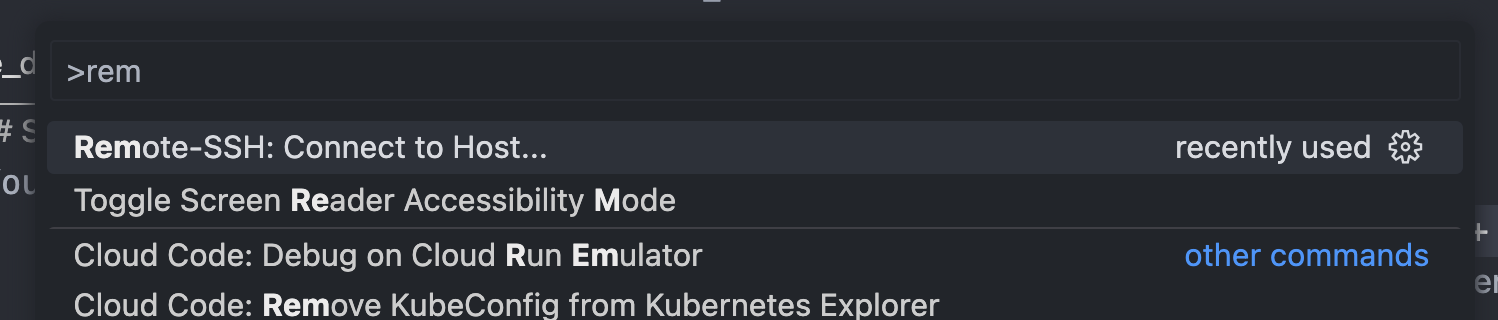 >rem
Remote-SSH: Connect to Host... recently used
Toggle Screen Reader Accessibility Mode
Cloud Code: Debug on Cloud Run Emulator other commands
Cloud Code: Remove KubeConfig from Kubernetes Explorer